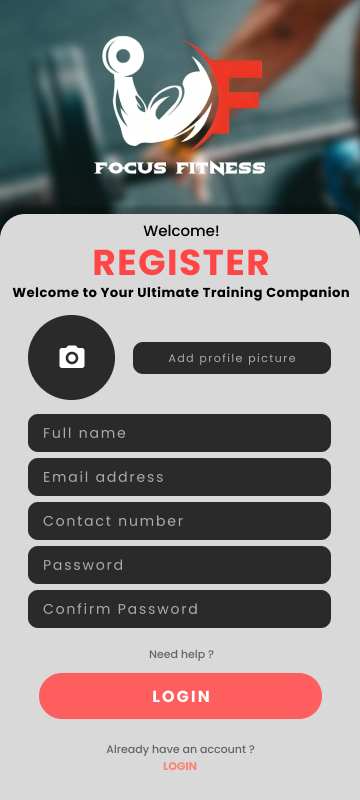 F
FOCUS FITNESS
Welcome!
REGISTER
Welcome to Your Ultimate Training Companion
Add profile picture
Full name
Email address
Contact number
Password
Confirm Password
Need help ?
LOGIN
Already have an account ?
LOGIN